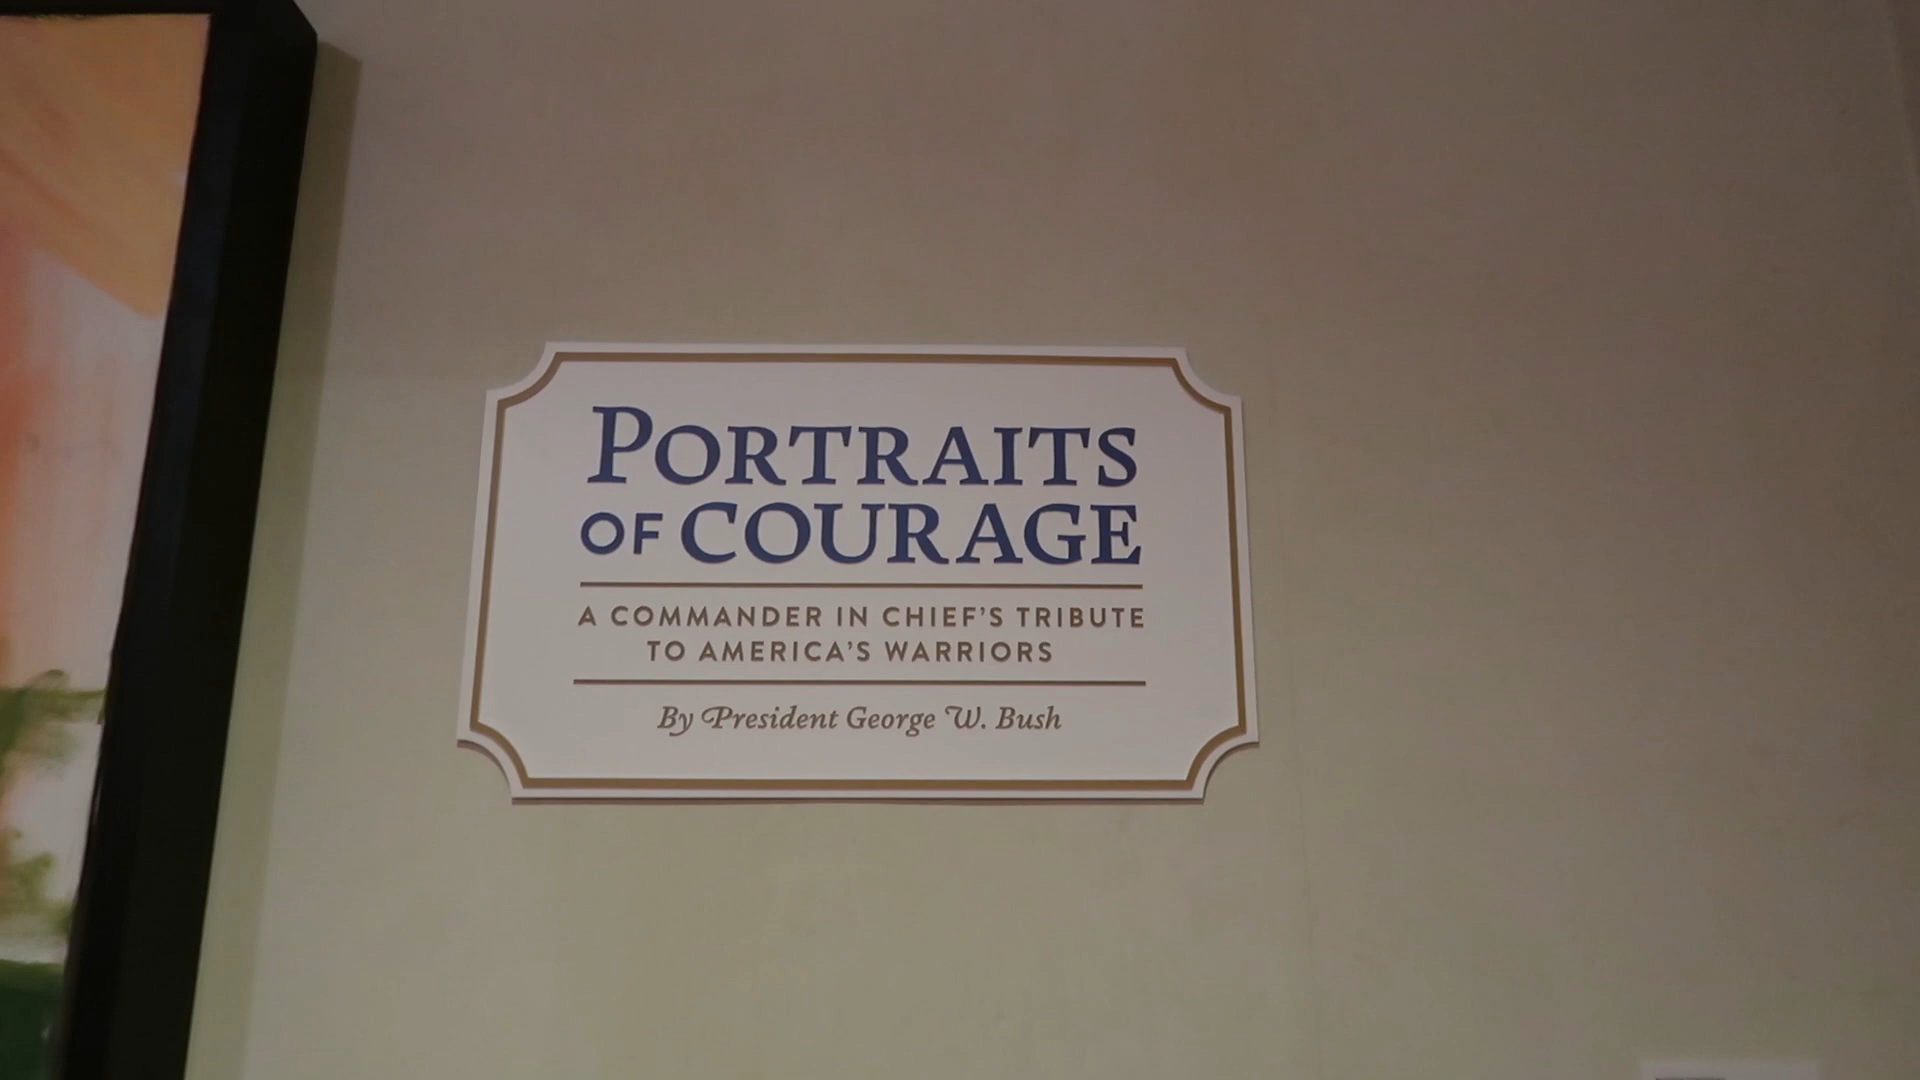 PORTRAITS
OF COURAGE
A COMMANDER IN CHIEF’S TRIBUTE
TO AMERICA’S WARRIORS
By President George W. Bush